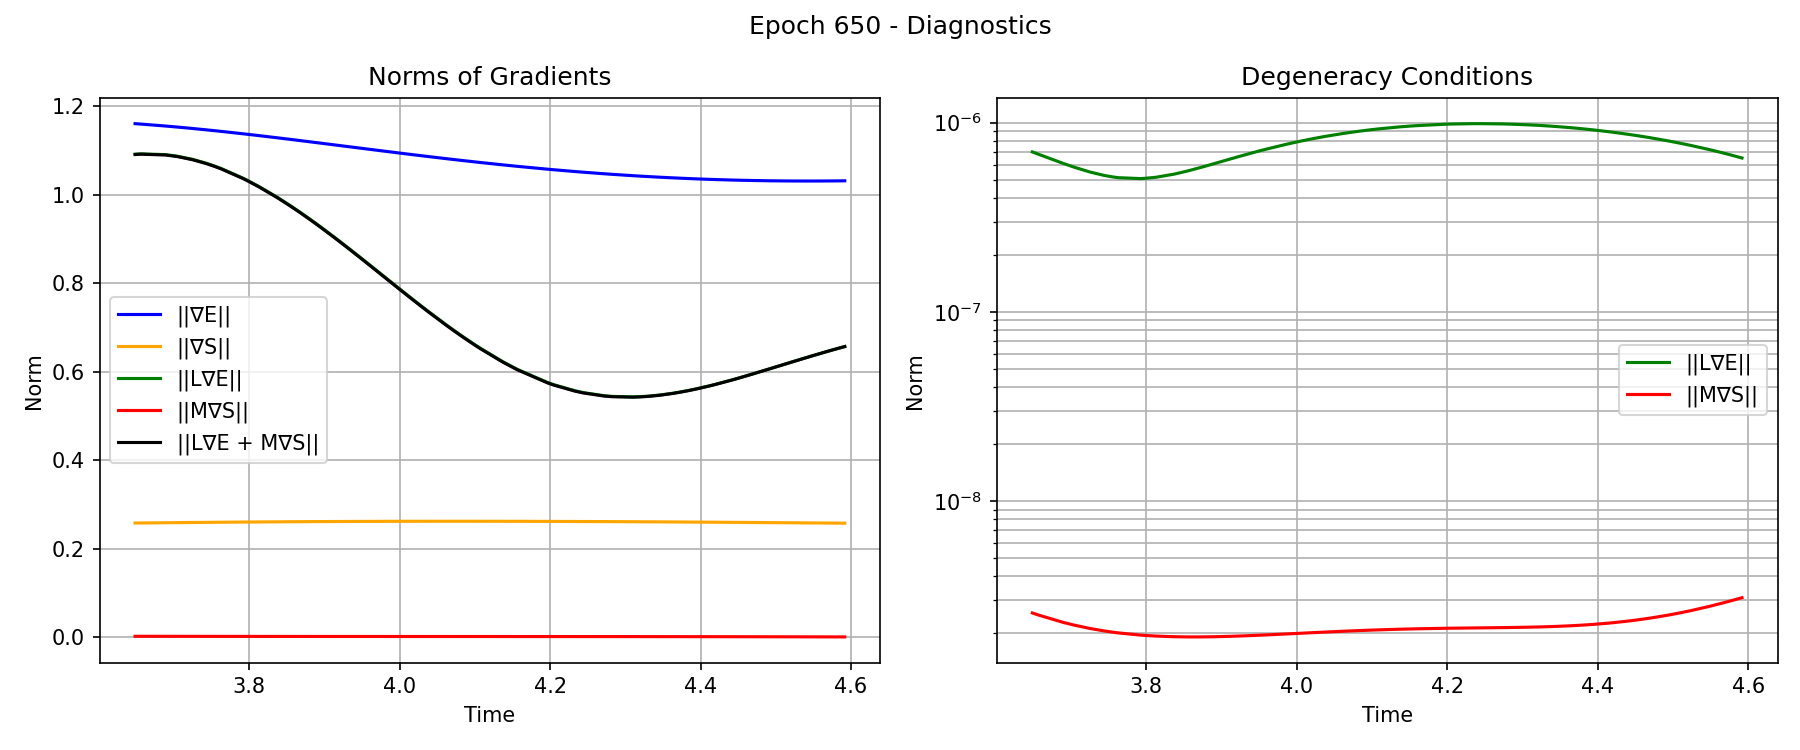 Epoch 650 - Diagnostics
Norms of Gradients
Norm
1.2
1.0
0.8
0.6
0.4
0.2
0.0
||∇E||
||∇S||
||L∇E||
||M∇S||
||L∇E + M∇S||
3.8
4.0
4.2
4.4
4.6
Time
Degeneracy Conditions
Norm
10⁻⁶
10⁻⁷
10⁻⁸
||L∇E||
||M∇S||
3.8
4.0
4.2
4.4
4.6
Time